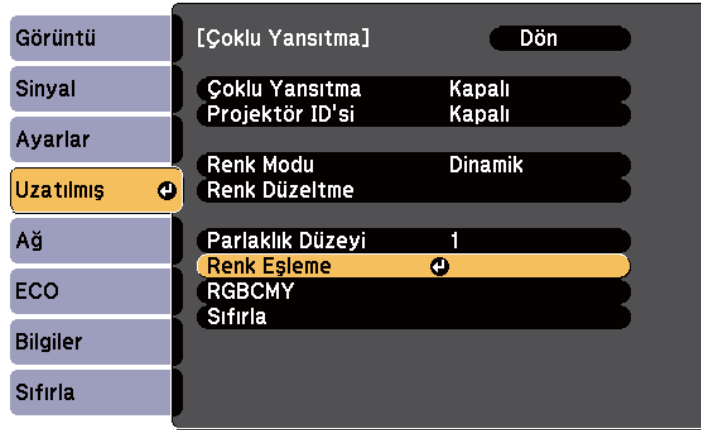 Görüntü
Sinyal
Ayarlar
Uzatılmış
Ağ
ECO
Bilgiler
Sıfırla
[Çoklu Yansıtma] Dön
Çoklu Yansıtma Kapalı
Projektör ID'si Kapalı
Renk Modu Dinamik
Renk Düzeltme
Parlaklık Düzeyi 1
Renk Eşleme
RGBCMY
Sıfırla